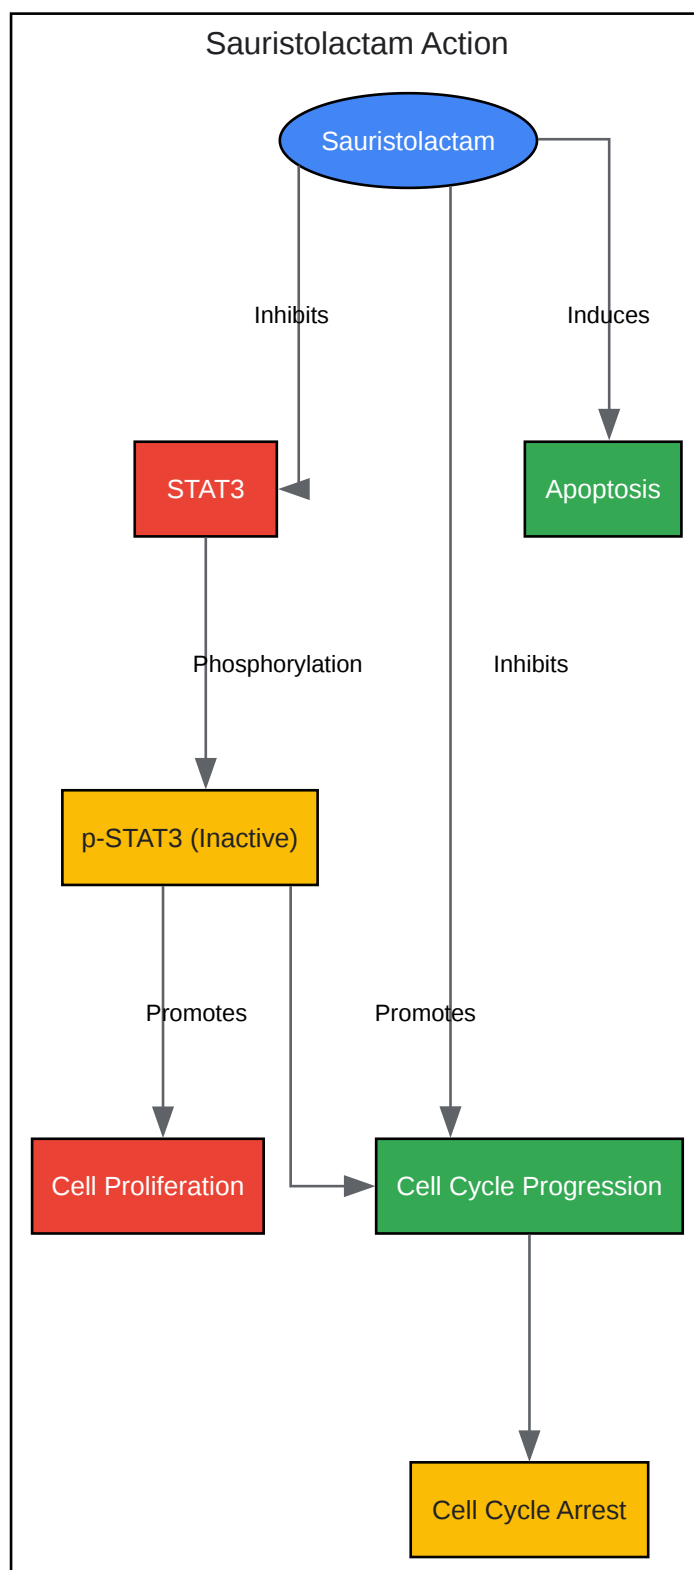 Sauristolactam Action
Sauristolactam
Inhibits
Induces
STAT3
Apoptosis
Phosphorylation
Inhibits
p-STAT3 (Inactive)
Promotes
Promotes
Cell Proliferation
Cell Cycle Progression
Cell Cycle Arrest